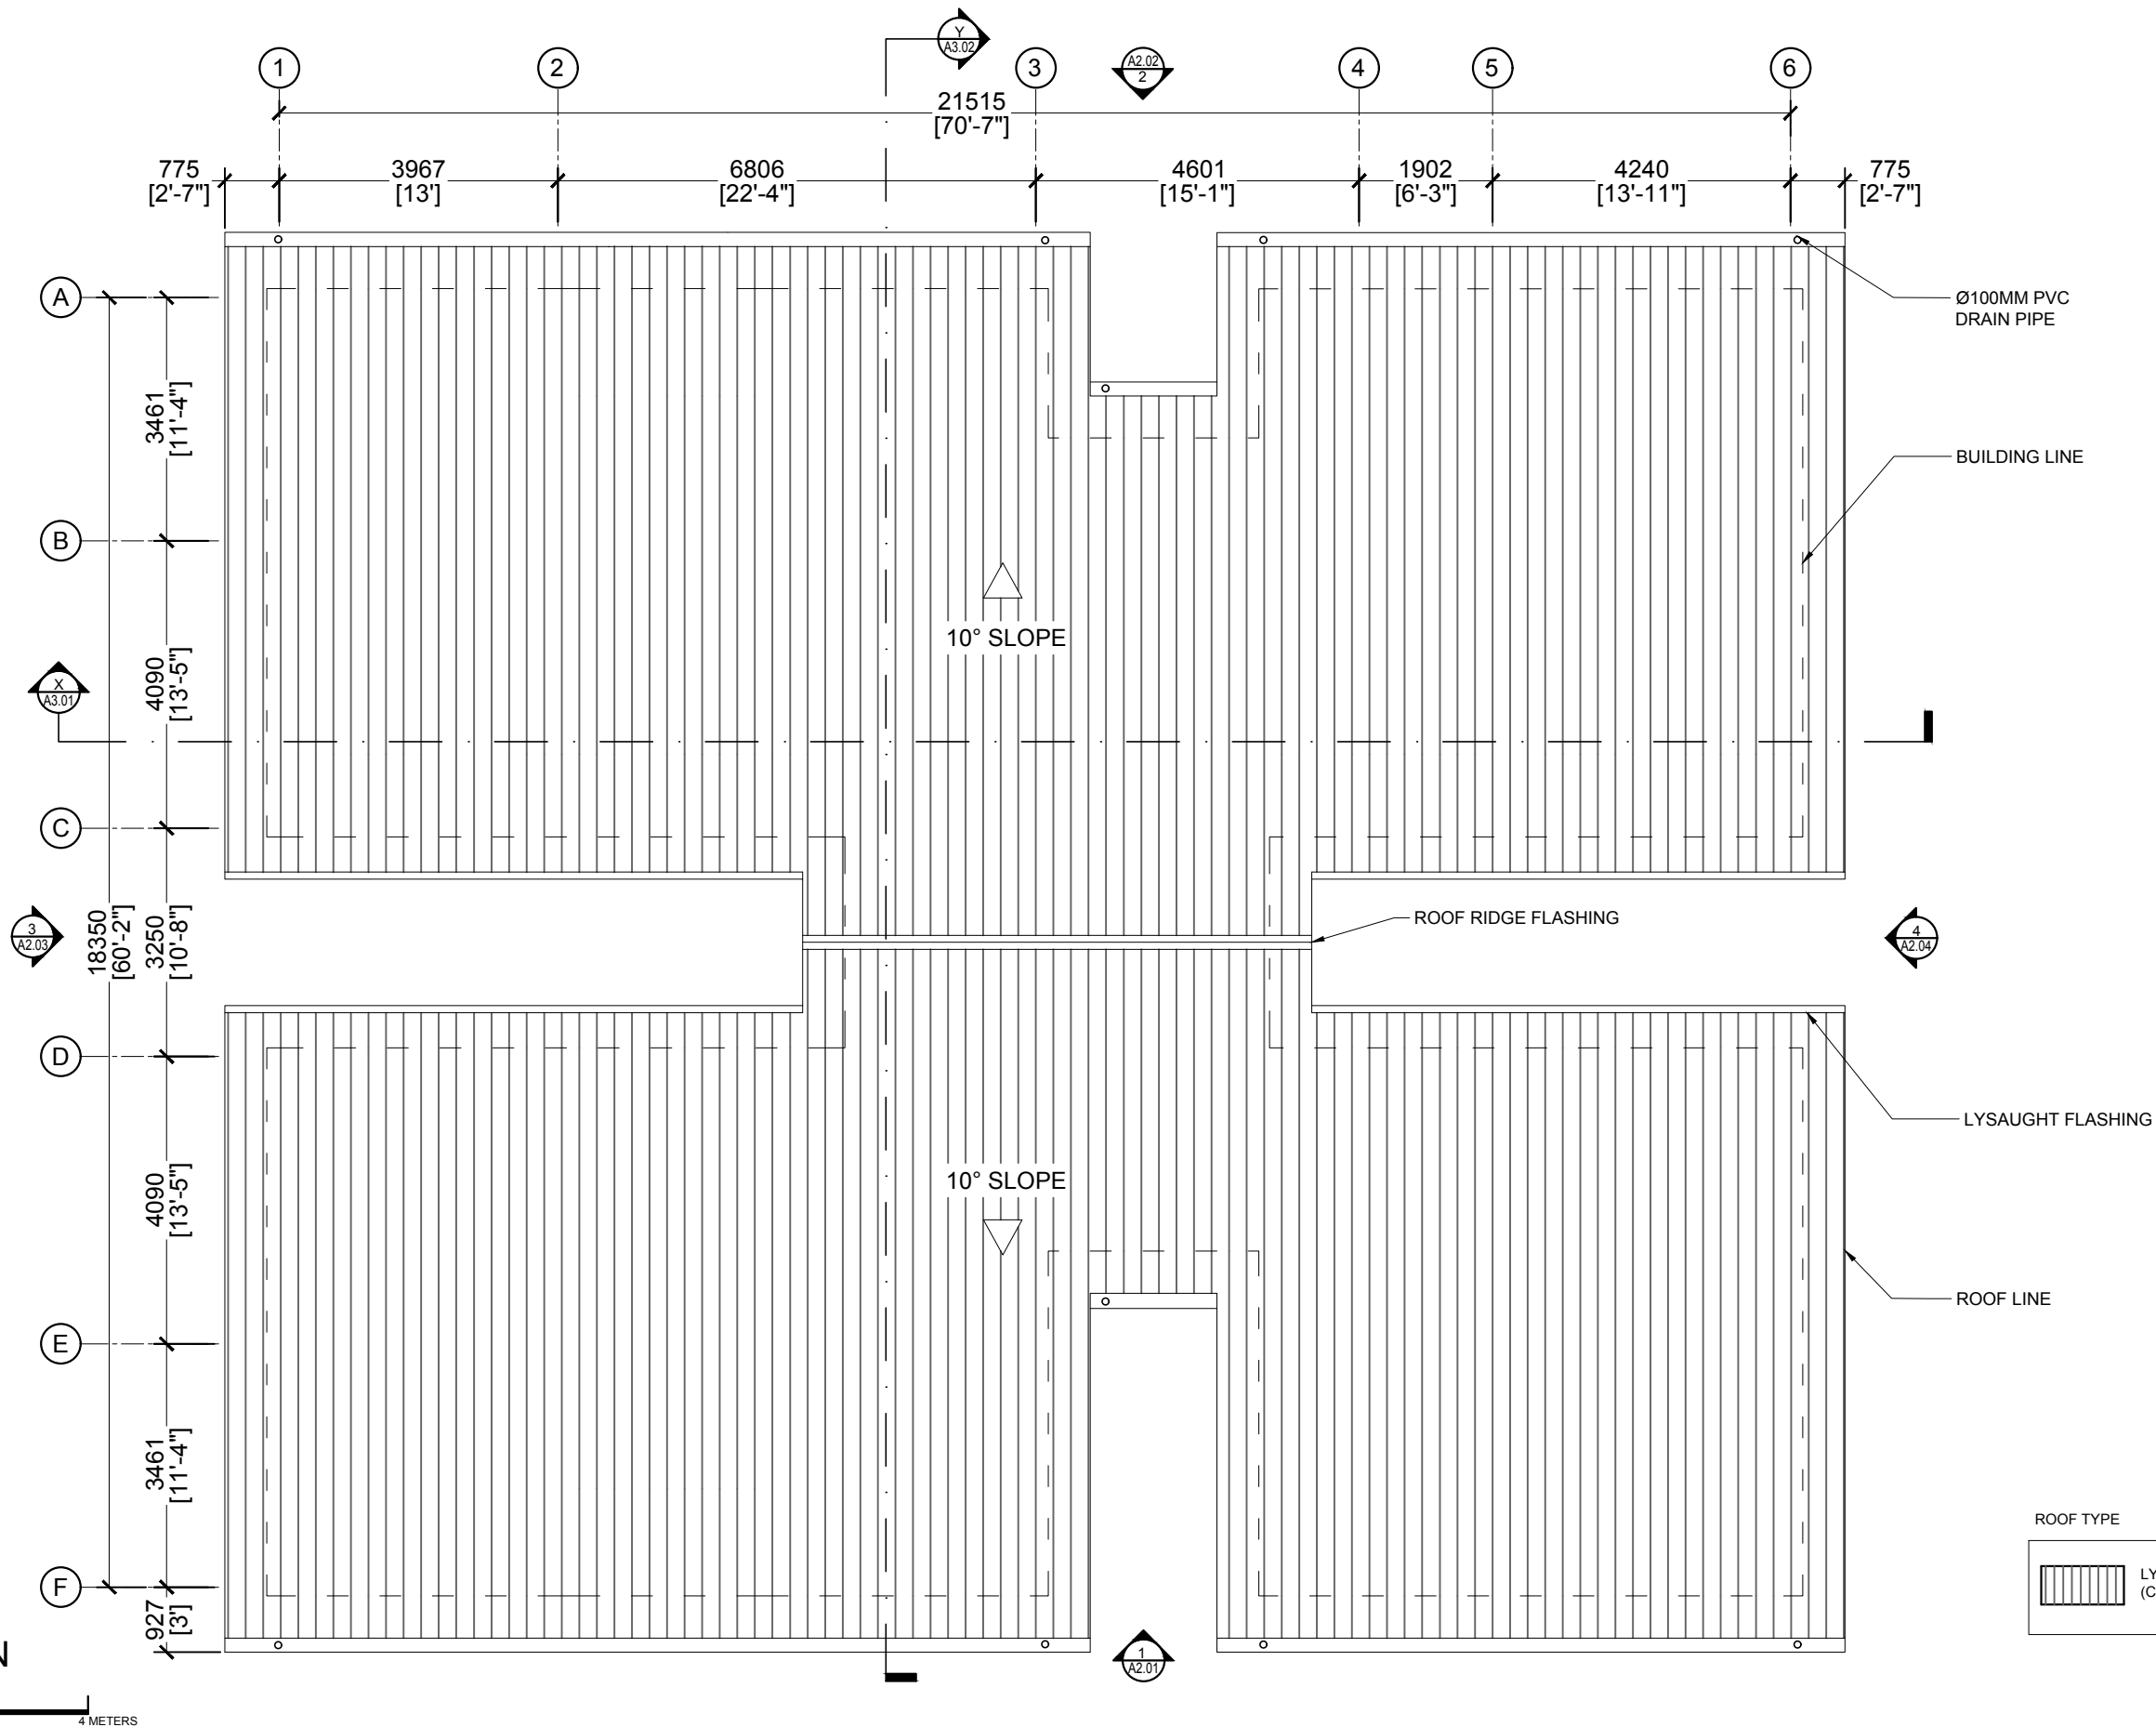 Y
A3.02
A2.02
2
1
2
3
4
5
6
21515
[70'-7"]
775
[2'-7"]
3967
[13']
6806
[22'-4"]
4601
[15'-1"]
1902
[6'-3"]
4240
[13'-11"]
775
[2'-7"]
A
Ø100MM PVC
DRAIN PIPE
3461
[11'-4"]
BUILDING LINE
B
10° SLOPE
4090
[13'-5"]
X
A3.01
C
18350
[60'-2"]
3250
[10'-8"]
3
A2.03
ROOF RIDGE FLASHING
4
A2.04
D
LYSAUGHT FLASHING
4090
[13'-5"]
10° SLOPE
ROOF LINE
E
3461
[11'-4"]
ROOF TYPE
LY
(C
F
927
[3']
1
A2.01
N
4 METERS